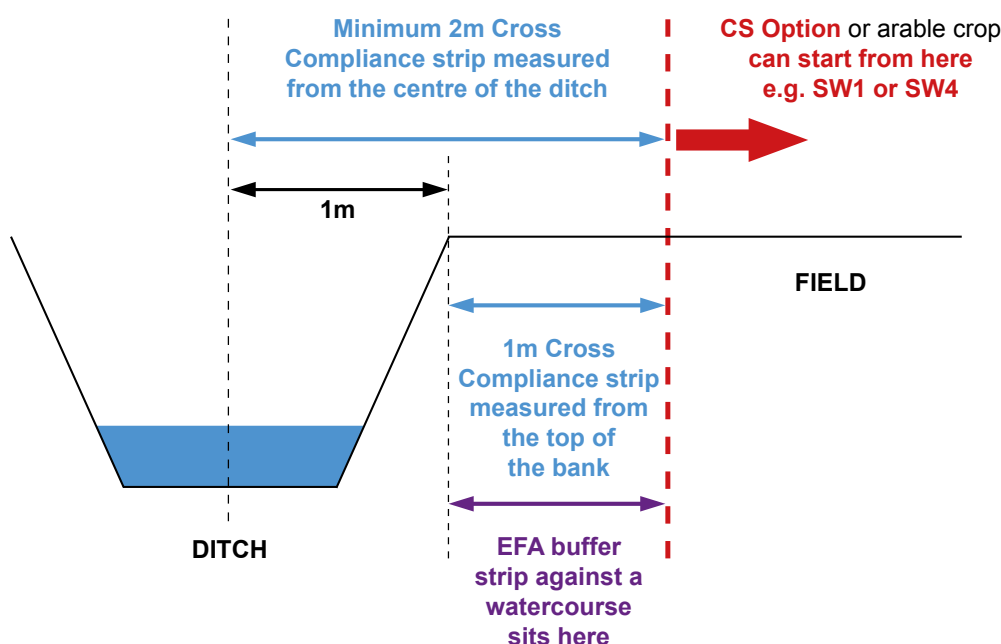 Minimum 2m Cross
Compliance strip measured
from the centre of the ditch
CS Option or arable crop
can start from here
e.g. SW1 or SW4
1m
FIELD
1m Cross
Compliance strip
measured from
the top of
the bank
DITCH
EFA buffer
strip against a
watercourse
sits here